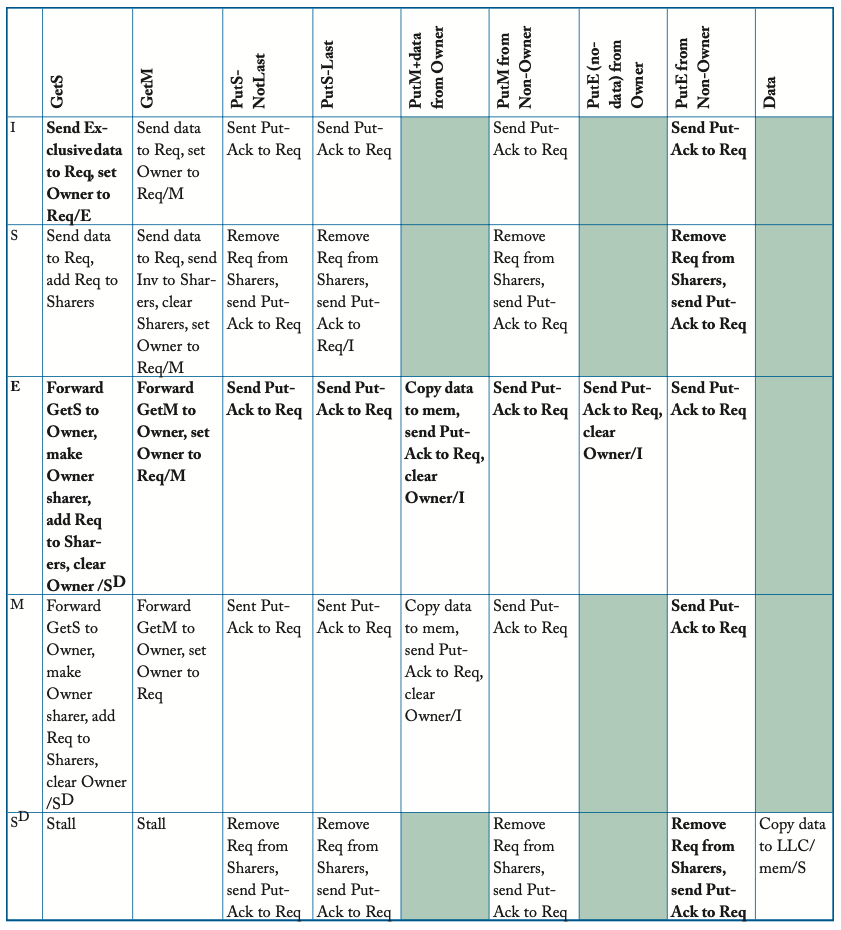 GetS
GetM
PutS-
NotLast
PutS-Last
PutM+data
from Owner
PutM from
Non-Owner
PutE (no-
data) from
Owner
PutE from
Non-Owner
Data
I
Send Ex-
clusivedata
to Req, set
Owner to
Req/E
Send data
to Req, set
Owner to
Req/M
Sent Put-
Ack to Req
Send Put-
Ack to Req
Send Put-
Ack to Req
Send Put-
Ack to Req
S
Send data
to Req,
add Req to
Sharers
Send data
to Req, send
Inv to Shar-
ers, clear
Sharers, set
Owner to
Req/M
Remove
Req from
Sharers,
send Put-
Ack to Req
Remove
Req from
Sharers,
send Put-
Ack to
Req/I
Remove
Req from
Sharers,
send Put-
Ack to Req
Remove
Req from
Sharers,
send Put-
Ack to Req
E
Forward
GetS to
Owner,
make
Owner
sharer,
add Req
to Shar-
ers, clear
Owner /SD
Forward
GetM to
Owner, set
Owner to
Req/M
Send Put-
Ack to Req
Send Put-
Ack to Req
Copy data
to mem,
send Put-
Ack to Req,
clear
Owner/I
Send Put-
Ack to Req
Send Put-
Ack to Req,
clear
Owner/I
Send Put-
Ack to Req
M
Forward
GetS to
Owner,
make
Owner
sharer, add
Req to
Sharers,
clear Owner
/SD
Forward
GetM to
Owner, set
Owner to
Req
Sent Put-
Ack to Req
Sent Put-
Ack to Req
Copy data
to mem,
send Put-
Ack to Req,
clear
Owner/I
Send Put-
Ack to Req
Send Put-
Ack to Req
SD
Stall
Stall
Remove
Req from
Sharers,
send Put-
Ack to Req
Remove
Req from
Sharers,
send Put-
Ack to Req
Remove
Req from
Sharers,
send Put-
Ack to Req
Remove
Req from
Sharers,
send Put-
Ack to Req
Copy data
to LLC/
mem/S